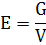 E = G/V